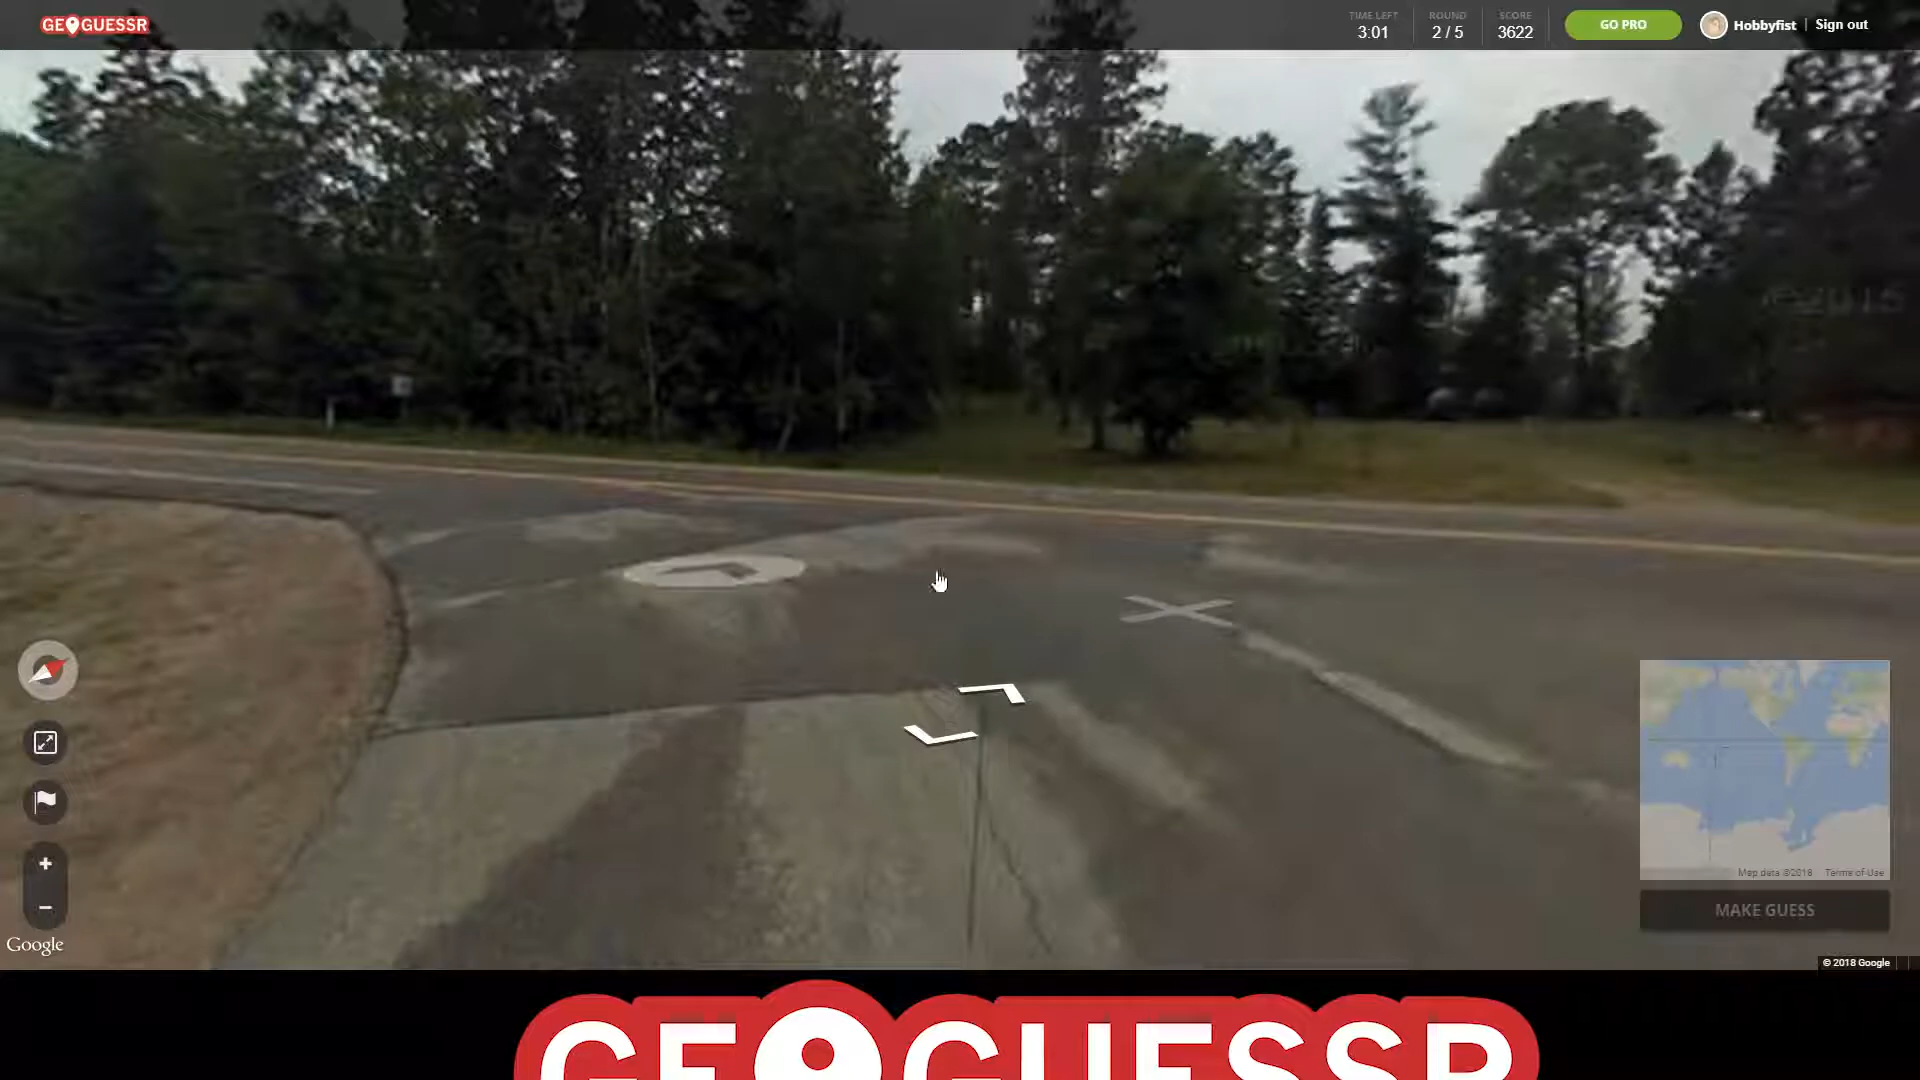 GEOGUESSR
TIME LEFT
3:01
ROUND
2 / 5
SCORE
3622
GO PRO
Hobbyfist | Sign out
Map data ©2018 Terms of Use
MAKE GUESS
Google
© 2018 Google
GEOGUESSR